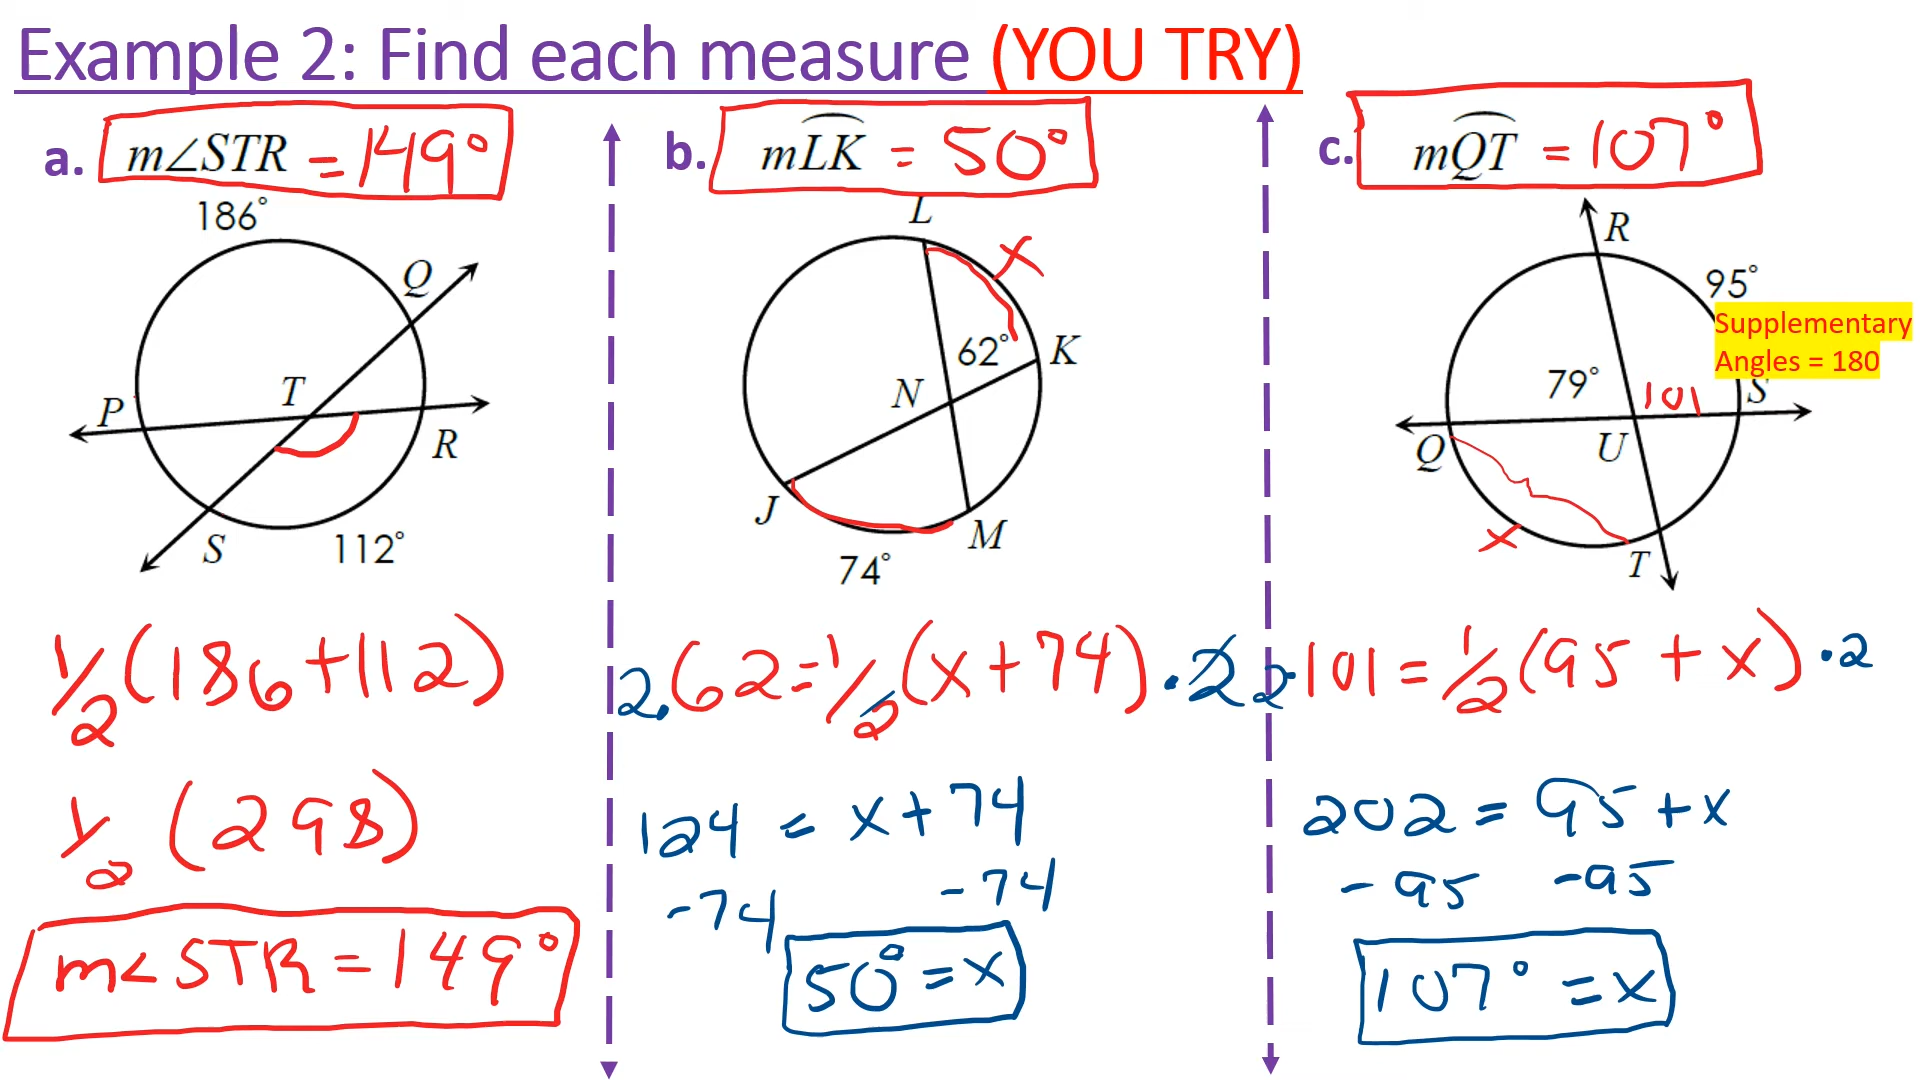 Example 2: Find each measure (YOU TRY)
a. m∠STR = 149°
186°
Q
P
T
R
S
112°
1/2(186+112)
1/2 (298)
m∠STR = 149°
b. mLK = 50°
L
x
62°
K
N
J
M
74°
2.(62=1/2(x+74)·2
124 = x+74
-74 -74
50° = x
c. mQT = 107°
R
95°
Supplementary
Angles = 180
79°
101
S
Q
U
x
T
2·101 = 1/2(95+x)·2
202 = 95+x
-95 -95
107° = x